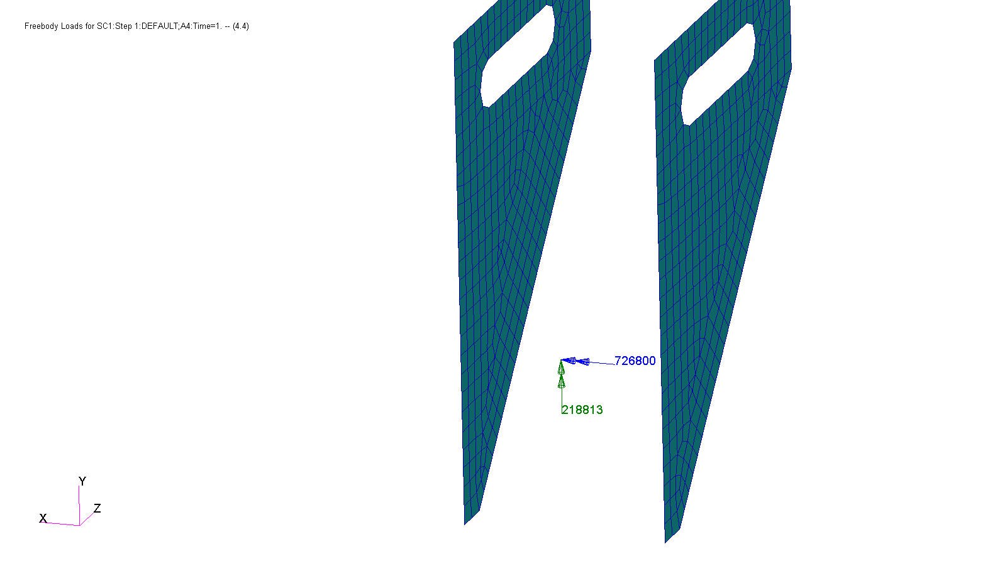 Freebody Loads for SC1:Step 1:DEFAULT;A4:Time=1. -- (4.4)
726800
218813
Y
Z
X